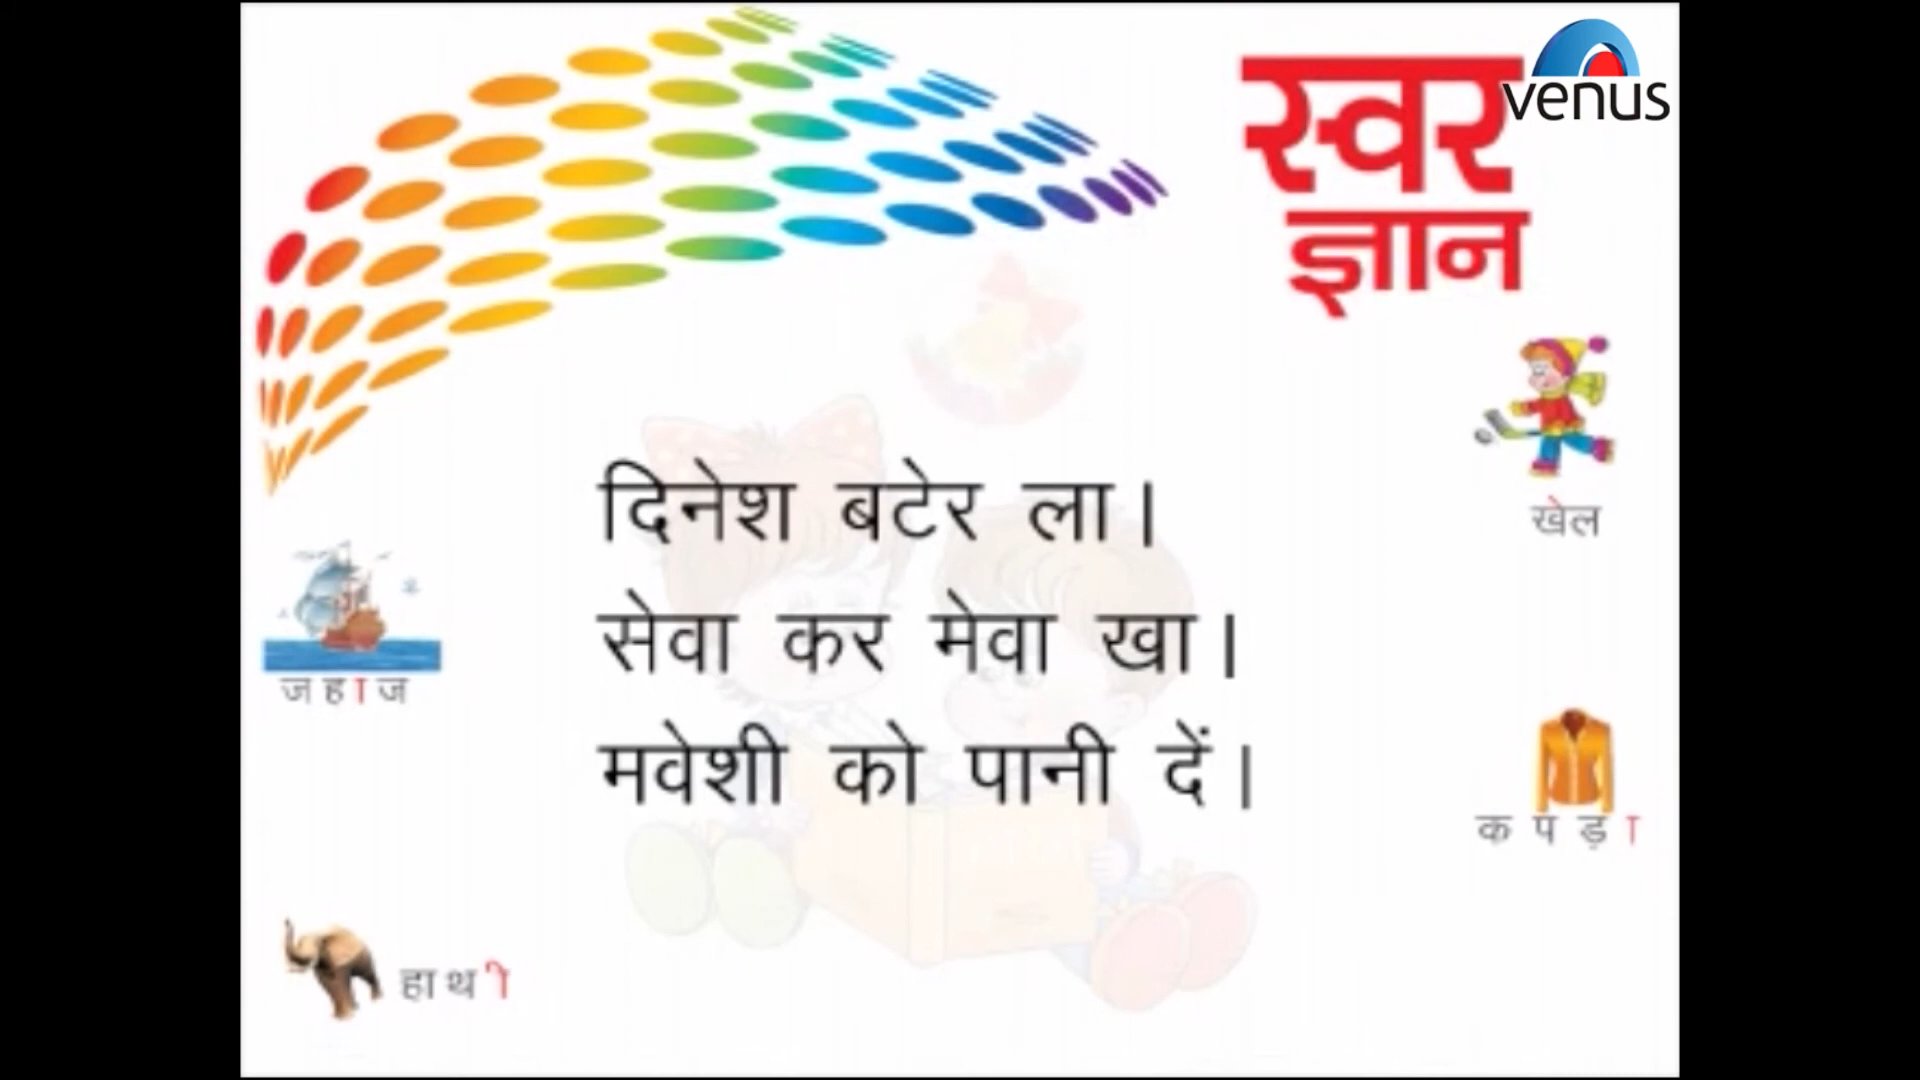 venus
स्वर
ज्ञान
खेल
दिनेश बटेर ला।
सेवा कर मेवा खा।
जहाज
मवेशी को पानी दें।
कपड़ा
हाथी